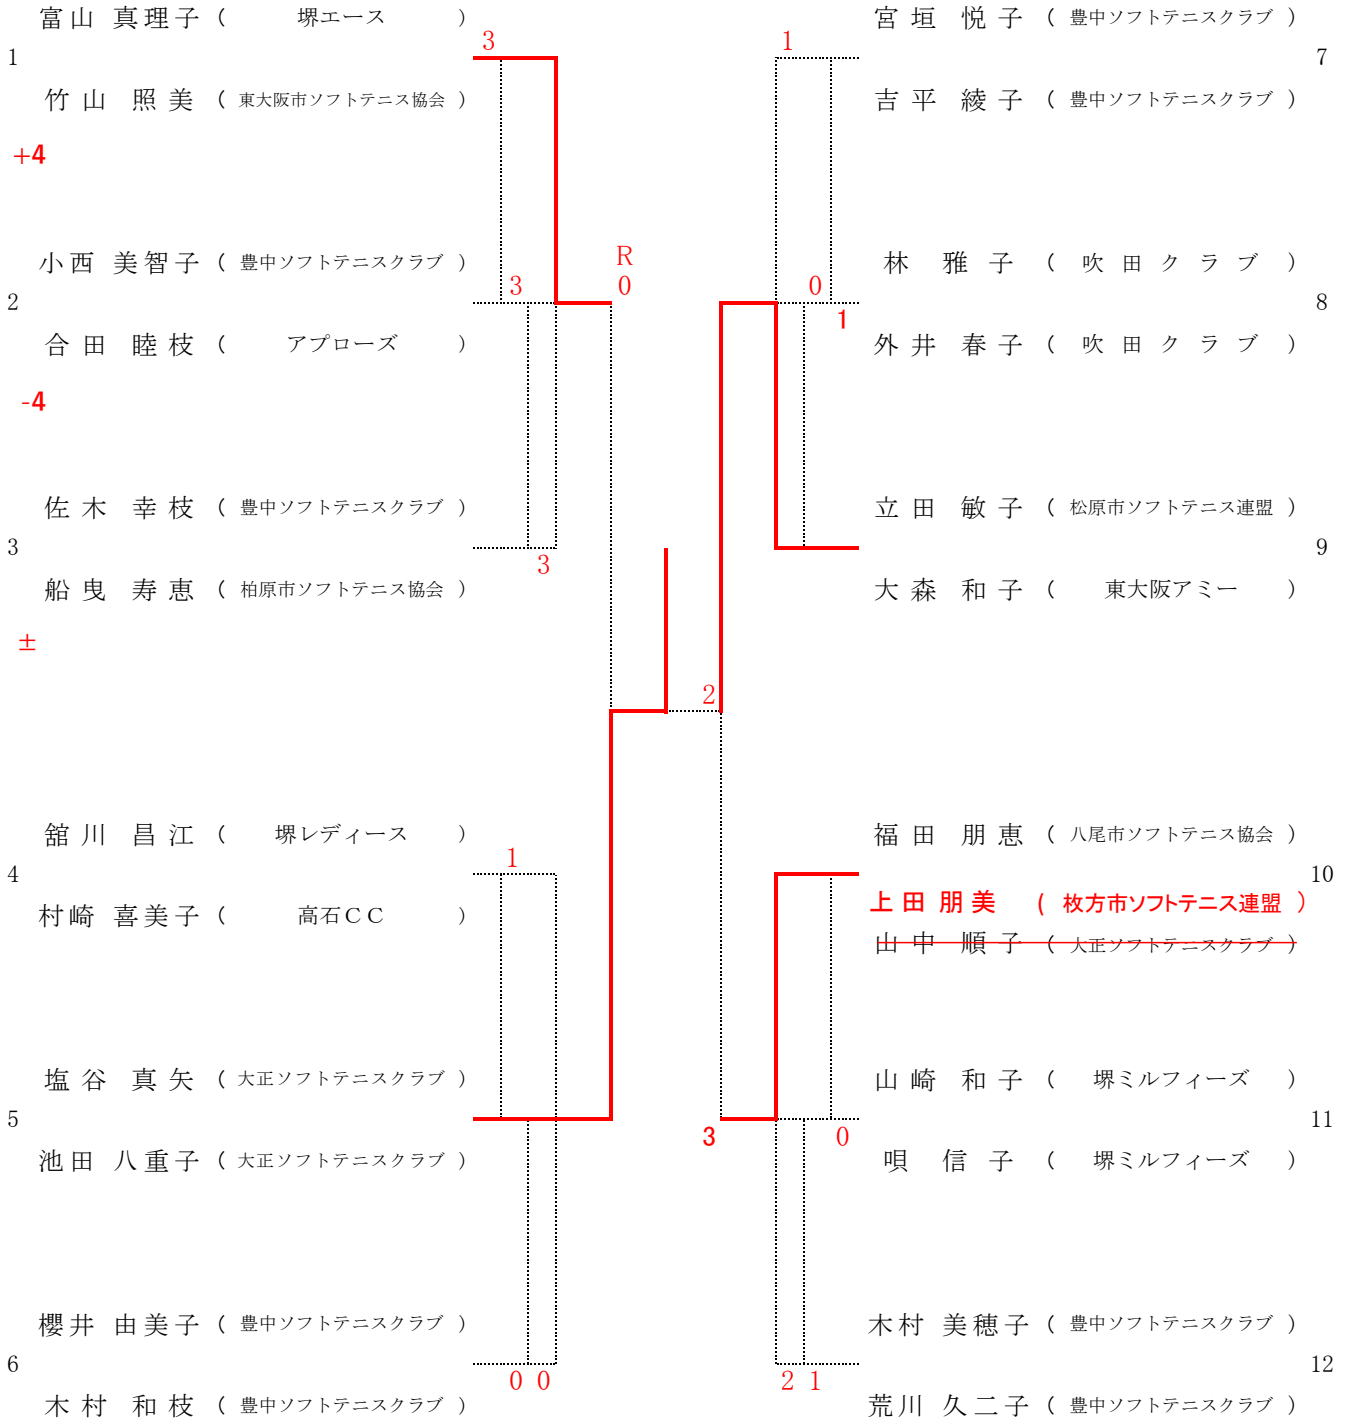 富山 真理子 ( 堺エース )
3
1
竹山 照美 ( 東大阪市ソフトテニス協会 )
+4
小西 美智子 ( 豊中ソフトテニスクラブ )
3
R
0
2
合田 睦枝 ( アプローズ )
-4
佐木 幸枝 ( 豊中ソフトテニスクラブ )
3
3
船曳 寿恵 ( 柏原市ソフトテニス協会 )
±
舘川 昌江 ( 堺レディース )
1
4
村崎 喜美子 ( 高石CC )
塩谷 真矢 ( 大正ソフトテニスクラブ )
5
池田 八重子 ( 大正ソフトテニスクラブ )
櫻井 由美子 ( 豊中ソフトテニスクラブ )
6
0 0
木村 和枝 ( 豊中ソフトテニスクラブ )
宮垣 悦子 ( 豊中ソフトテニスクラブ )
1
7
吉平 綾子 ( 豊中ソフトテニスクラブ )
林 雅子 ( 吹田クラブ )
0
8
1
外井 春子 ( 吹田クラブ )
立田 敏子 ( 松原市ソフトテニス連盟 )
9
大森 和子 ( 東大阪アミー )
2
福田 朋恵 ( 八尾市ソフトテニス協会 )
10
上田 朋美 ( 枚方市ソフトテニス連盟 )
山中 順子 ( 大正ソフトテニスクラブ )
山崎 和子 ( 堺ミルフィーズ )
11
3
0
唄 信子 ( 堺ミルフィーズ )
木村 美穂子 ( 豊中ソフトテニスクラブ )
12
2 1
荒川 久二子 ( 豊中ソフトテニスクラブ )